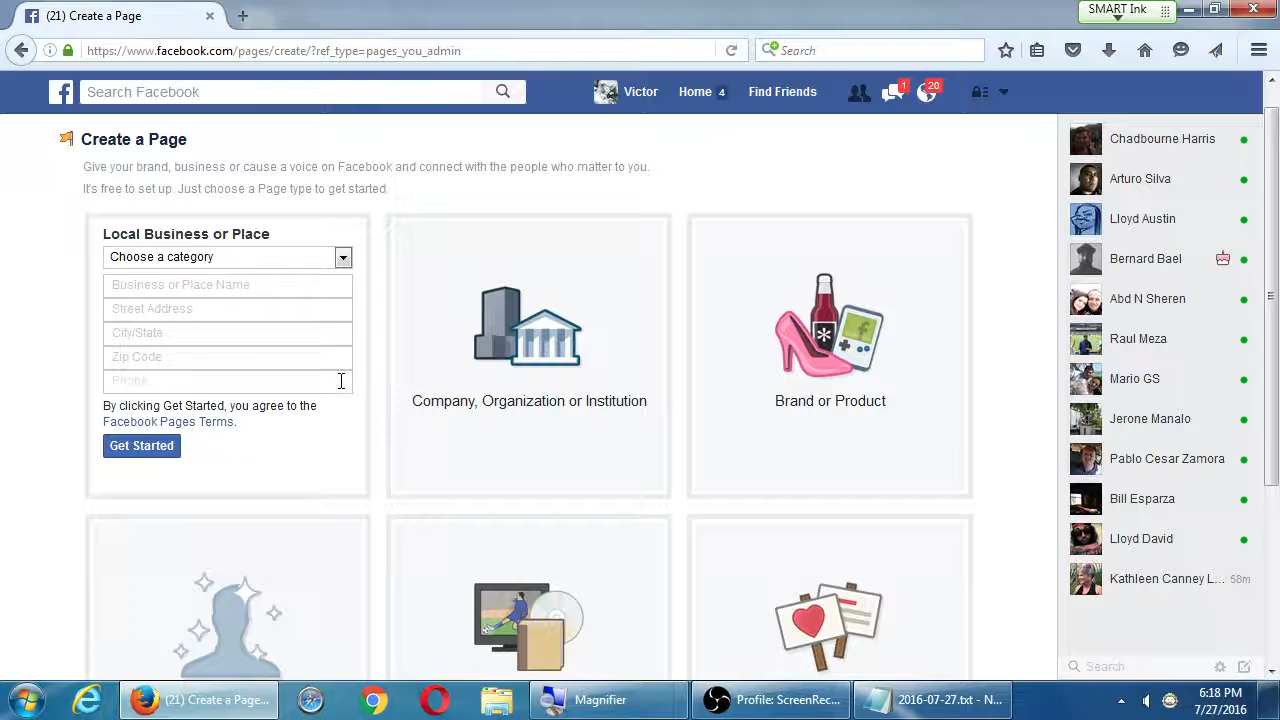 (21) Create a Page
SMART Ink
https://www.facebook.com/pages/create/?ref_type=pages_you_admin
Search
Search Facebook
Victor
Home 4
Find Friends
1
20
Create a Page
Give your brand, business or cause a voice on Facebook and connect with the people who matter to you.
It's free to set up. Just choose a Page type to get started.
Local Business or Place
Choose a category
Business or Place Name
Street Address
City/State
Zip Code
Phone
By clicking Get Started, you agree to the
Facebook Pages Terms.
Get Started
Company, Organization or Institution
Brand or Product
Chadbourne Harris
Arturo Silva
Lloyd Austin
Bernard Bael
Abd N Sheren
Raul Meza
Mario GS
Jerone Manalo
Pablo Cesar Zamora
Bill Esparza
Lloyd David
Kathleen Canney L... 58m
Search
(21) Create a Page...
Magnifier
Profile: ScreenRec...
2016-07-27.txt - N...
6:18 PM
7/27/2016